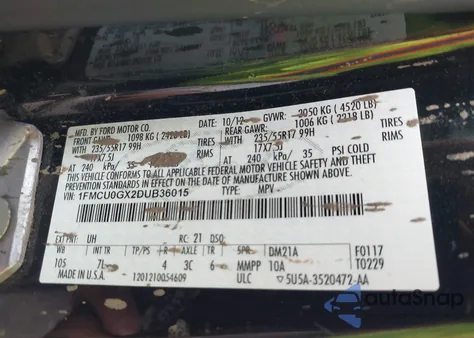 MFD. BY FORD MOTOR CO.
DATE: 10/12 GVWR: 2050 KG (4520 LB)
FRONT GAWR: 1098 KG (2420 LB) REAR GAWR: 1006 KG (2218 LB)
WITH 235/55R17 99H TIRES WITH 235/55R17 99H TIRES
17X7.5J RIMS 17X7.5J RIMS
AT 240 kPa/ 35 PSI COLD AT 240 kPa/ 35 PSI COLD
THIS VEHICLE CONFORMS TO ALL APPLICABLE FEDERAL MOTOR VEHICLE SAFETY AND THEFT
PREVENTION STANDARDS IN EFFECT ON THE DATE OF MANUFACTURE SHOWN ABOVE.
VIN: 1FMCU0GX2DUB36015 TYPE: MPV
EXT PNT: UH RC: 21 DSO:
WB INT TR TP/PS R AXLE TR SPR DM21A F0117
105 7L 4 3C 6 MMPP 10A T0229
MADE IN U.S.A. 1201210054609 ULC 5U5A-3520472-AA
autoSnap